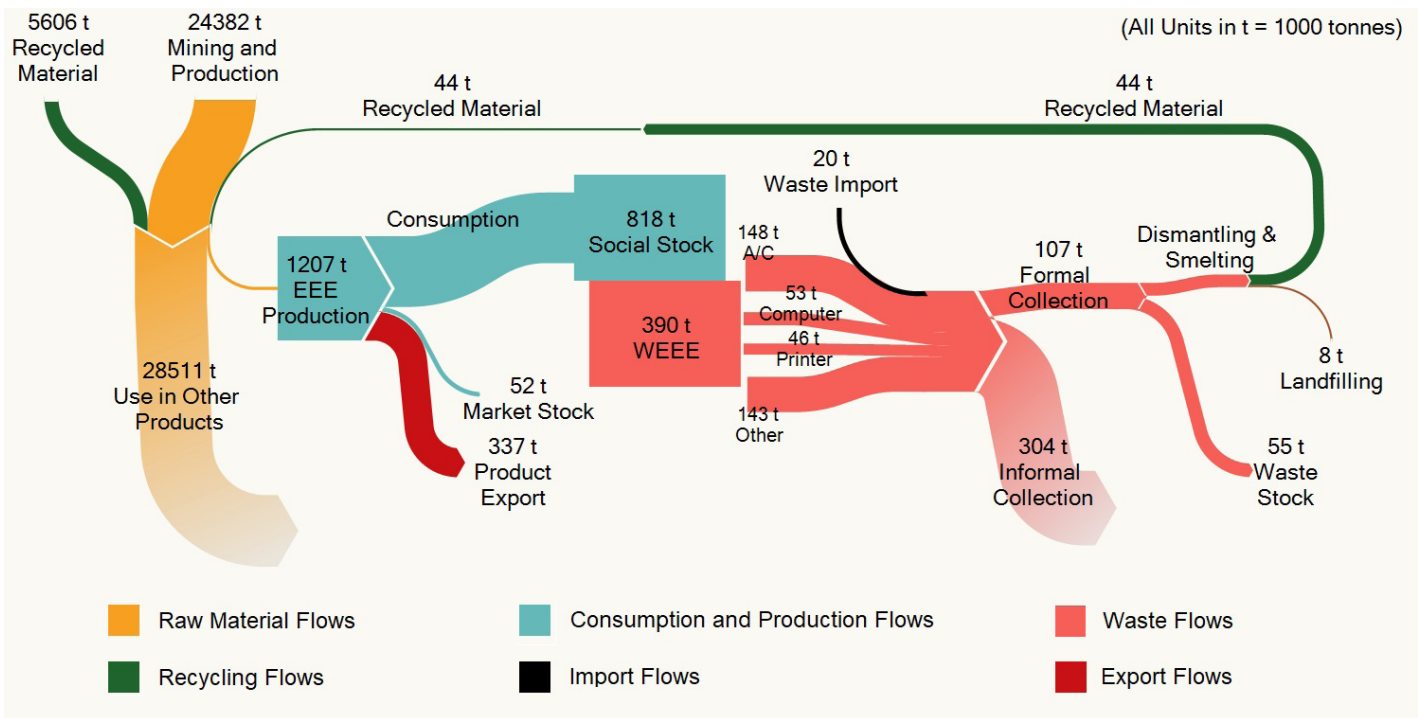 5606 t
Recycled
Material
24382 t
Mining and
Production
(All Units in t = 1000 tonnes)
44 t
Recycled Material
44 t
Recycled Material
20 t
Waste Import
Consumption
818 t
Social Stock
148 t
A/C
107 t
Formal
Collection
Dismantling &
Smelting
1207 t
EEE
Production
53 t
Computer
390 t
WEEE
46 t
Printer
8 t
Landfilling
28511 t
Use in Other
Products
52 t
Market Stock
143 t
Other
337 t
Product
Export
304 t
Informal
Collection
55 t
Waste
Stock
Raw Material Flows
Consumption and Production Flows
Waste Flows
Recycling Flows
Import Flows
Export Flows